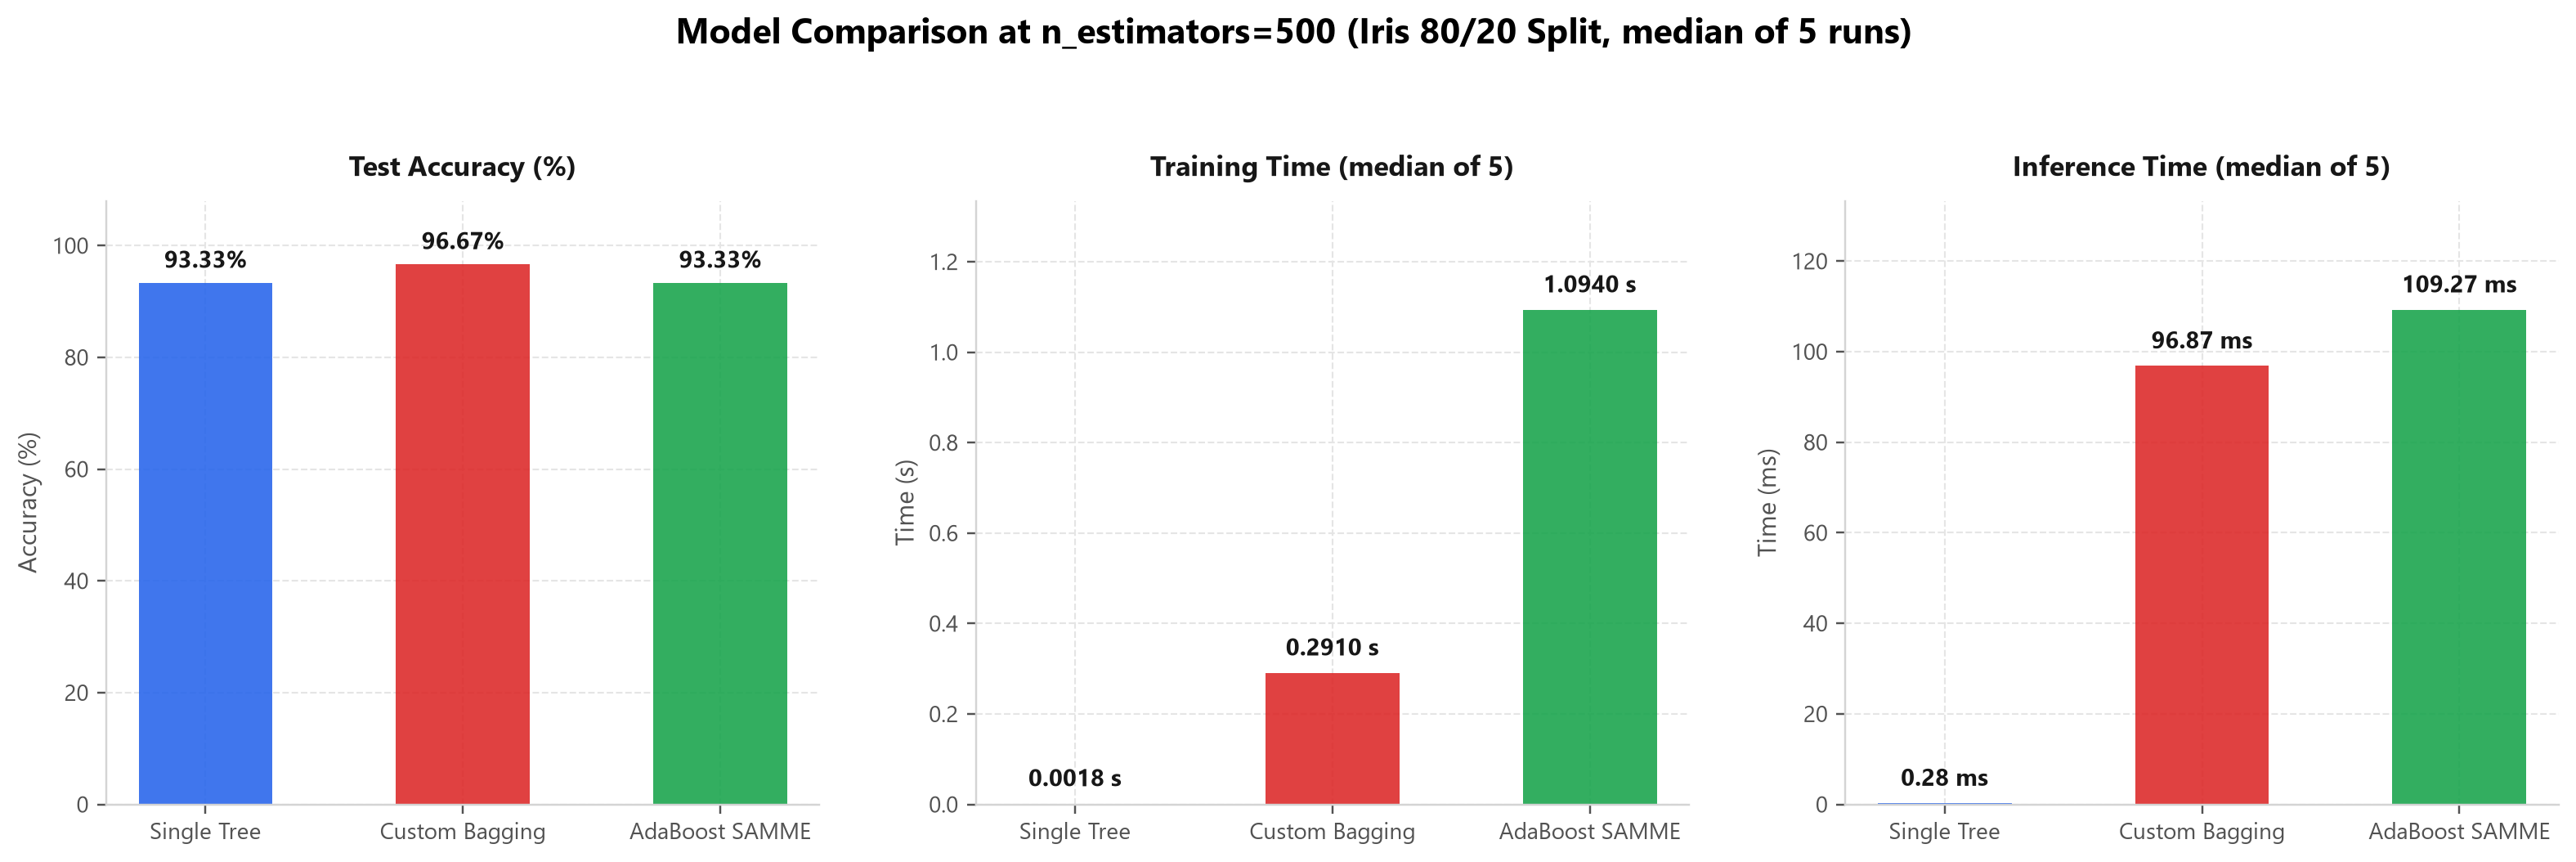 Model Comparison at n_estimators=500 (Iris 80/20 Split, median of 5 runs)
Test Accuracy (%)
Accuracy (%)
100
80
60
40
20
0
93.33%
96.67%
93.33%
Single Tree
Custom Bagging
AdaBoost SAMME
Training Time (median of 5)
Time (s)
1.2
1.0
0.8
0.6
0.4
0.2
0.0
0.0018 s
0.2910 s
1.0940 s
Single Tree
Custom Bagging
AdaBoost SAMME
Inference Time (median of 5)
Time (ms)
120
100
80
60
40
20
0
0.28 ms
96.87 ms
109.27 ms
Single Tree
Custom Bagging
AdaBoost SAMME